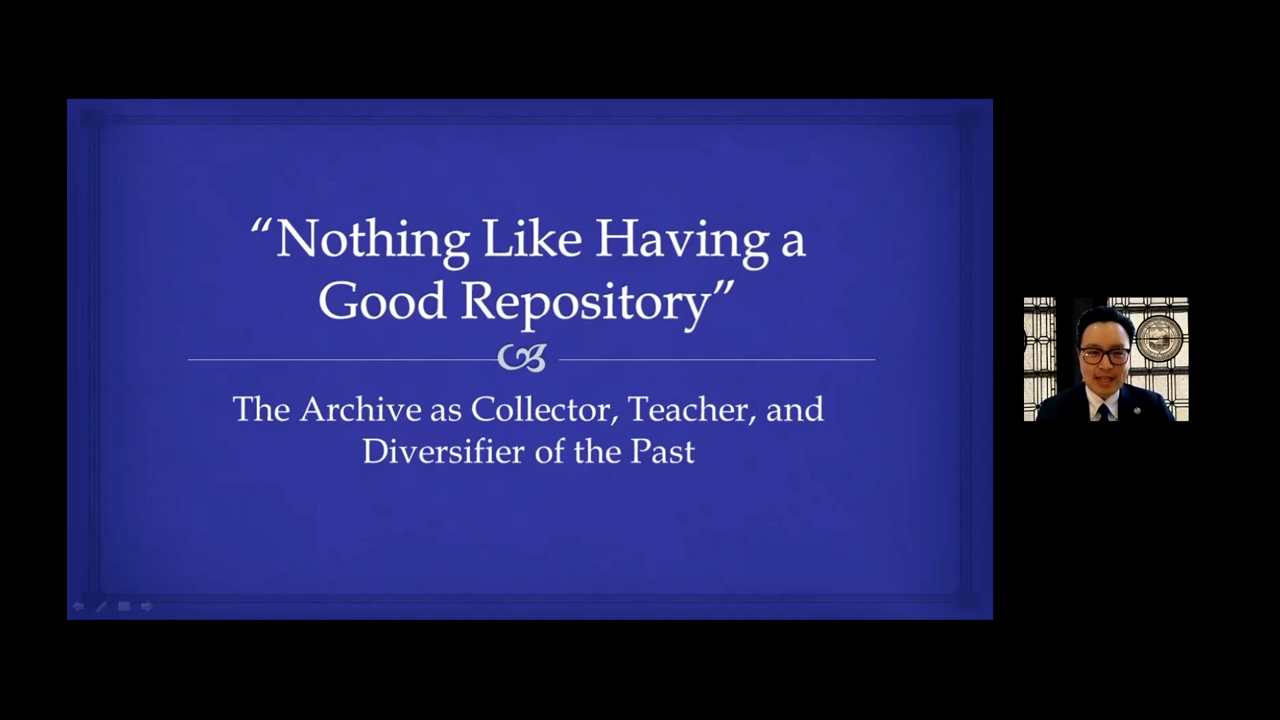 “Nothing Like Having a
Good Repository”
The Archive as Collector, Teacher, and
Diversifier of the Past